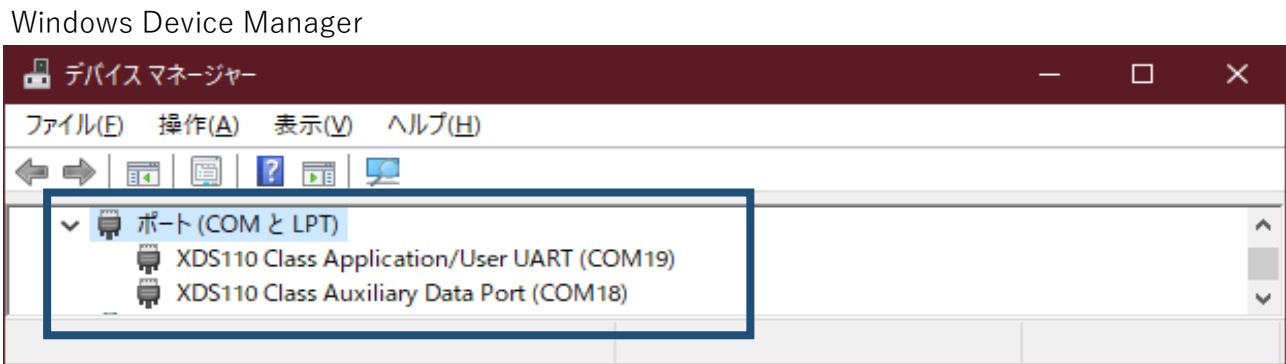 Windows Device Manager
デバイス マネージャー
ファイル(F) 操作(A) 表示(V) ヘルプ(H)
ポート (COM と LPT)
XDS110 Class Application/User UART (COM19)
XDS110 Class Auxiliary Data Port (COM18)